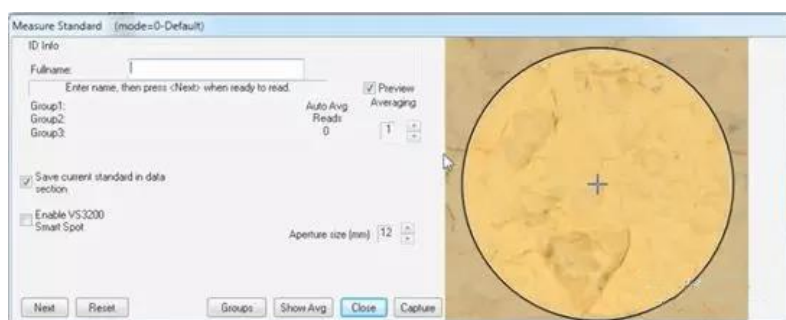 Measure Standard (mode=0-Default)
ID Info
Fullname:
Enter name, then press <Next> when ready to read.
Preview
Group1:
Group2:
Group3:
Auto Avg
Reads
0
Averaging
1
Save current standard in data
section
Enable VS3200
Smart Spot
Aperture size (mm) 12
Next Reset Groups Show Avg Close Capture